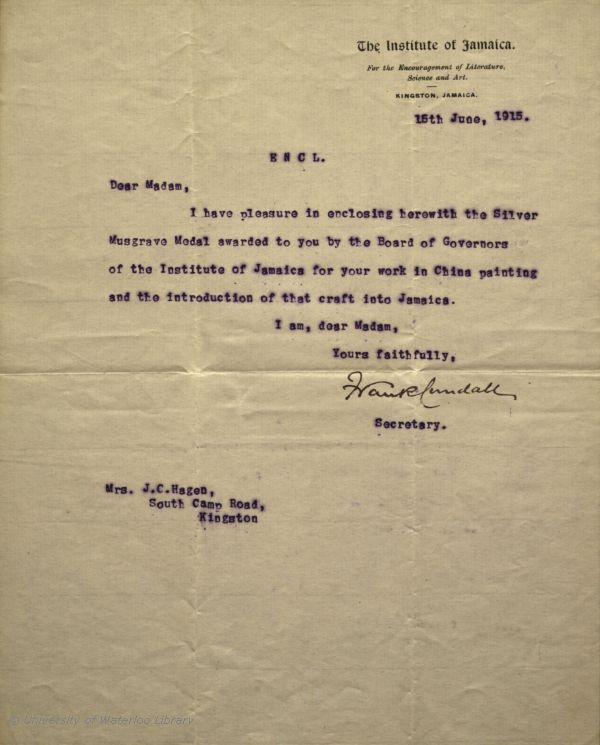 The Institute of Jamaica.
For the Encouragement of Literature,
Science and Art.
KINGSTON, JAMAICA.
15th June, 1915.
E N C L.
Dear Madam,
I have pleasure in enclosing herewith the Silver
Musgrave Medal awarded to you by the Board of Governors
of the Institute of Jamaica for your work in China painting
and the introduction of that craft into Jamaica.
I am, dear Madam,
Yours faithfully,
Frank Cundall
Secretary.
Mrs. J.C.Hagen,
South Camp Road,
Kingston
© University of Waterloo Library